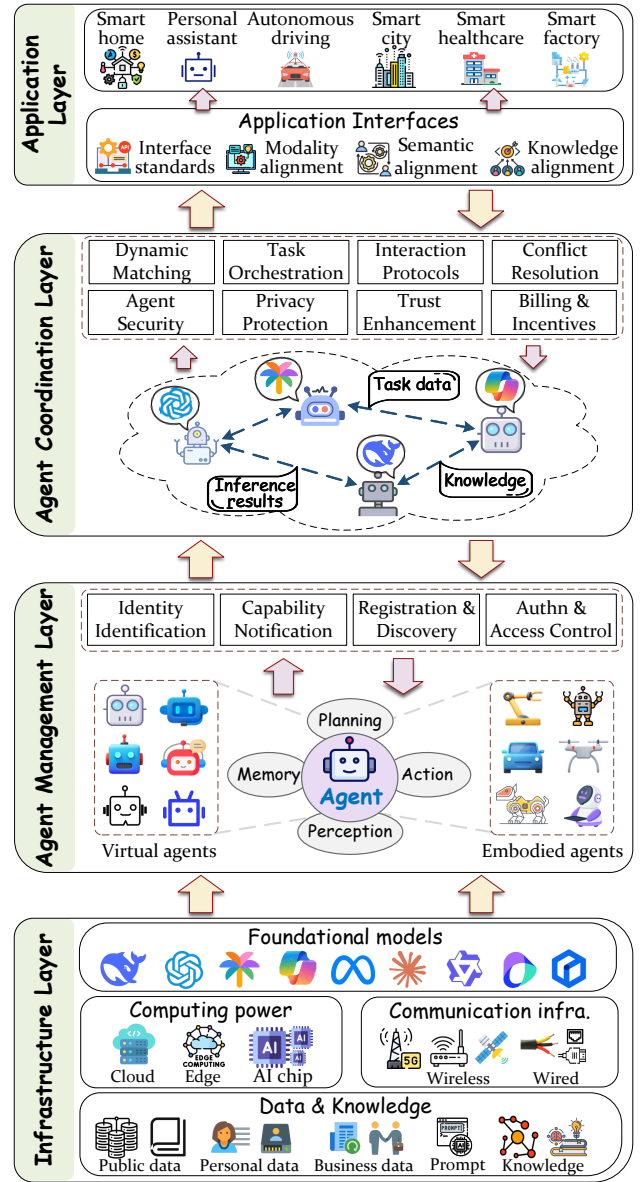 Application
Layer
Smart
home
Personal
assistant
Autonomous
driving
Smart
city
Smart
healthcare
Smart
factory
Application Interfaces
API
Interface
standards
Modality
alignment
Semantic
alignment
Knowledge
alignment
Agent Coordination Layer
Dynamic
Matching
Task
Orchestration
Interaction
Protocols
Conflict
Resolution
Agent
Security
Privacy
Protection
Trust
Enhancement
Billing &
Incentives
Task data
Inference
results
Knowledge
Agent Management Layer
Identity
Identification
Capability
Notification
Registration &
Discovery
Authn &
Access Control
Planning
Memory
Action
Agent
Perception
Virtual agents
Embodied agents
Infrastructure Layer
Foundational models
Computing power
Cloud
EDGE
COMPUTING
Edge
AI
AI
AI
AI chip
Communication infra.
5G
Wireless
Wired
Data & Knowledge
Public data
Personal data
Business data
PROMPT
AI
Prompt
Knowledge